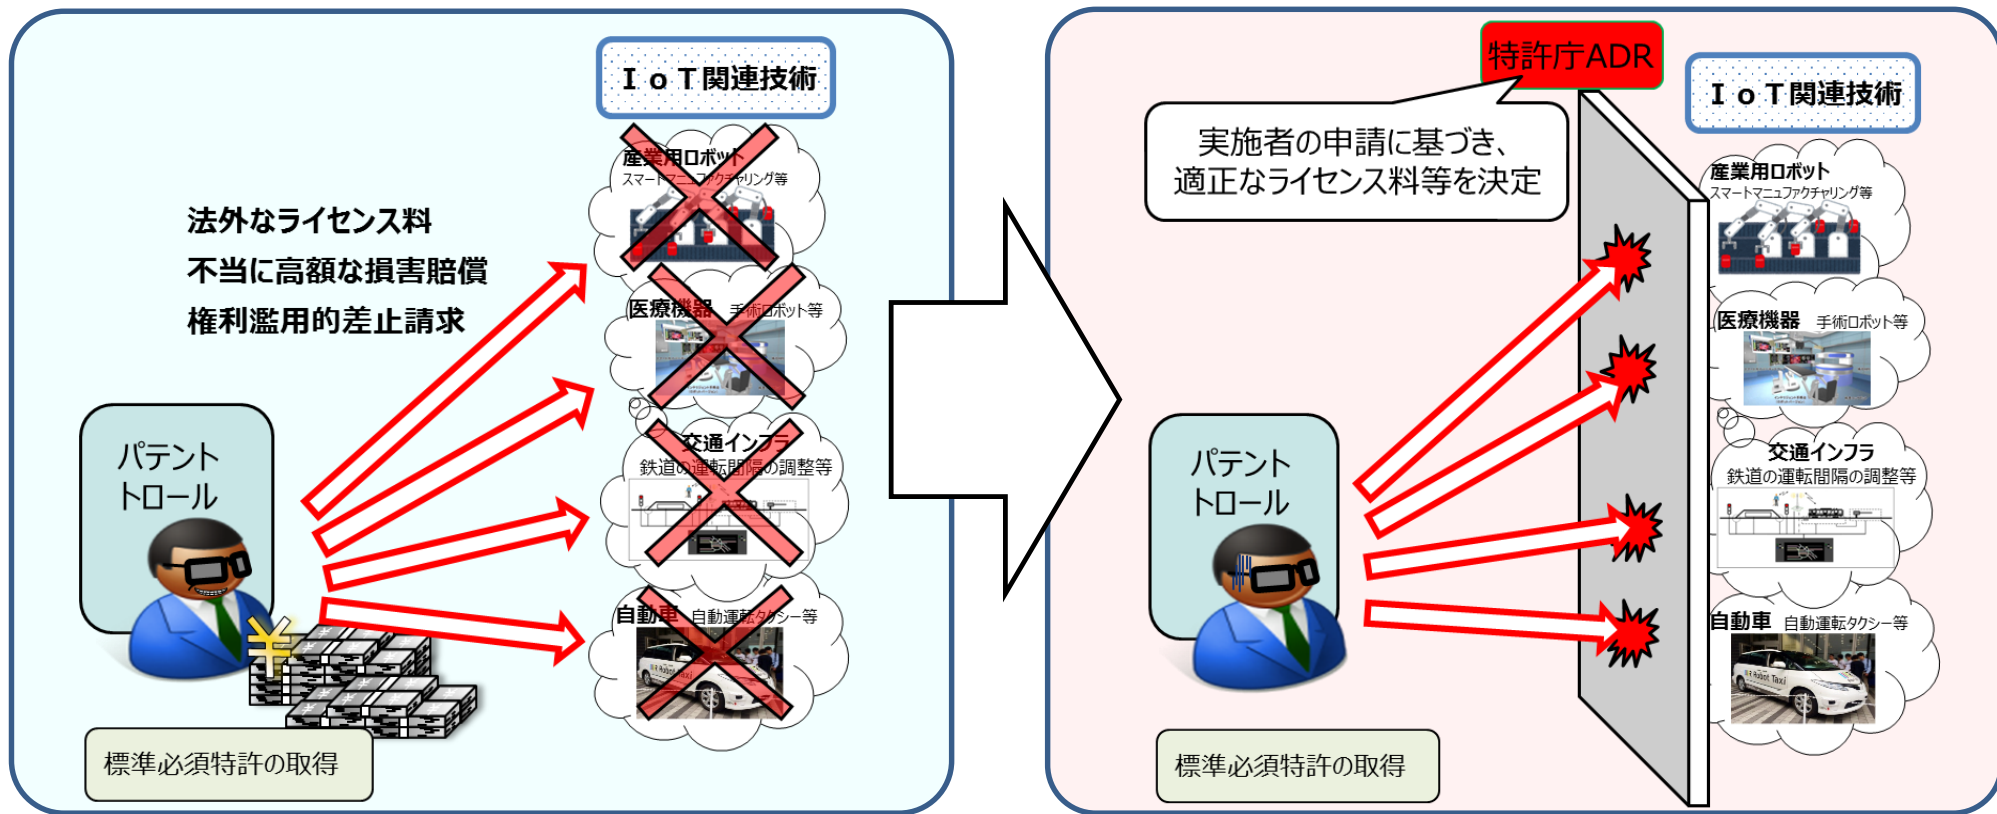 ＩｏＴ関連技術
産業用ロボット
スマートマニュファクチャリング等
法外なライセンス料
不当に高額な損害賠償
権利濫用的差止請求
医療機器 手術ロボット等
交通インフラ
鉄道の運転間隔の調整等
パテント
トロール
自動車 自動運転タクシー等
Robot Taxi
¥
標準必須特許の取得
特許庁ADR
ＩｏＴ関連技術
実施者の申請に基づき、
適正なライセンス料等を決定
産業用ロボット
スマートマニュファクチャリング等
医療機器 手術ロボット等
交通インフラ
鉄道の運転間隔の調整等
パテント
トロール
自動車 自動運転タクシー等
Robot Taxi
標準必須特許の取得